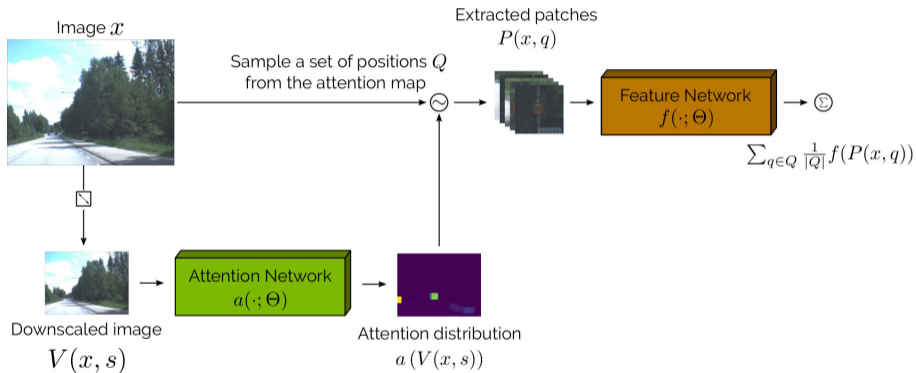 Image x
Sample a set of positions Q
from the attention map
~
Extracted patches
P(x, q)
Feature Network
f(·; Θ)
Σ
∑_{q∈Q} \frac{1}{|Q|} f(P(x, q))
Downscaled image
V(x, s)
Attention Network
a(·; Θ)
Attention distribution
a (V(x, s))